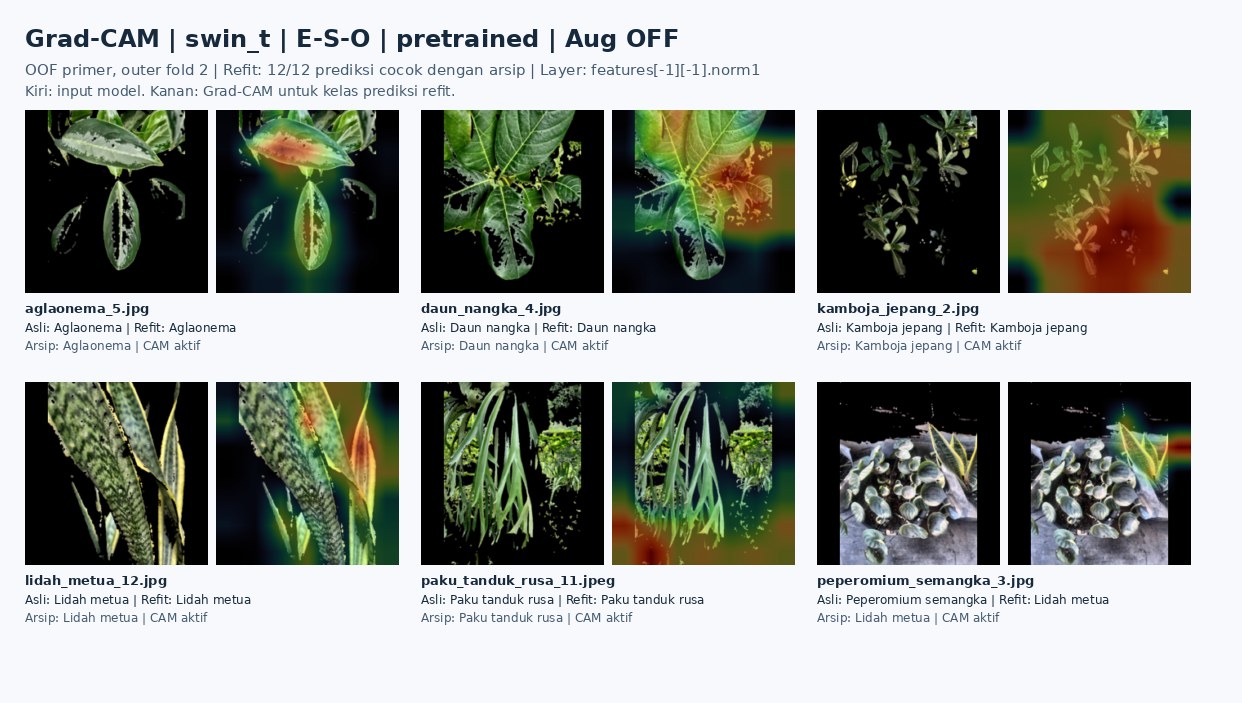 Grad-CAM | swin_t | E-S-O | pretrained | Aug OFF
OOF primer, outer fold 2 | Refit: 12/12 prediksi cocok dengan arsip | Layer: features[-1][-1].norm1
Kiri: input model. Kanan: Grad-CAM untuk kelas prediksi refit.
aglaonema_5.jpg
Asli: Aglaonema | Refit: Aglaonema
Arsip: Aglaonema | CAM aktif
daun_nangka_4.jpg
Asli: Daun nangka | Refit: Daun nangka
Arsip: Daun nangka | CAM aktif
kamboja_jepang_2.jpg
Asli: Kamboja jepang | Refit: Kamboja jepang
Arsip: Kamboja jepang | CAM aktif
lidah_metua_12.jpg
Asli: Lidah metua | Refit: Lidah metua
Arsip: Lidah metua | CAM aktif
paku_tanduk_rusa_11.jpeg
Asli: Paku tanduk rusa | Refit: Paku tanduk rusa
Arsip: Paku tanduk rusa | CAM aktif
peperomium_semangka_3.jpg
Asli: Peperomium semangka | Refit: Lidah metua
Arsip: Lidah metua | CAM aktif